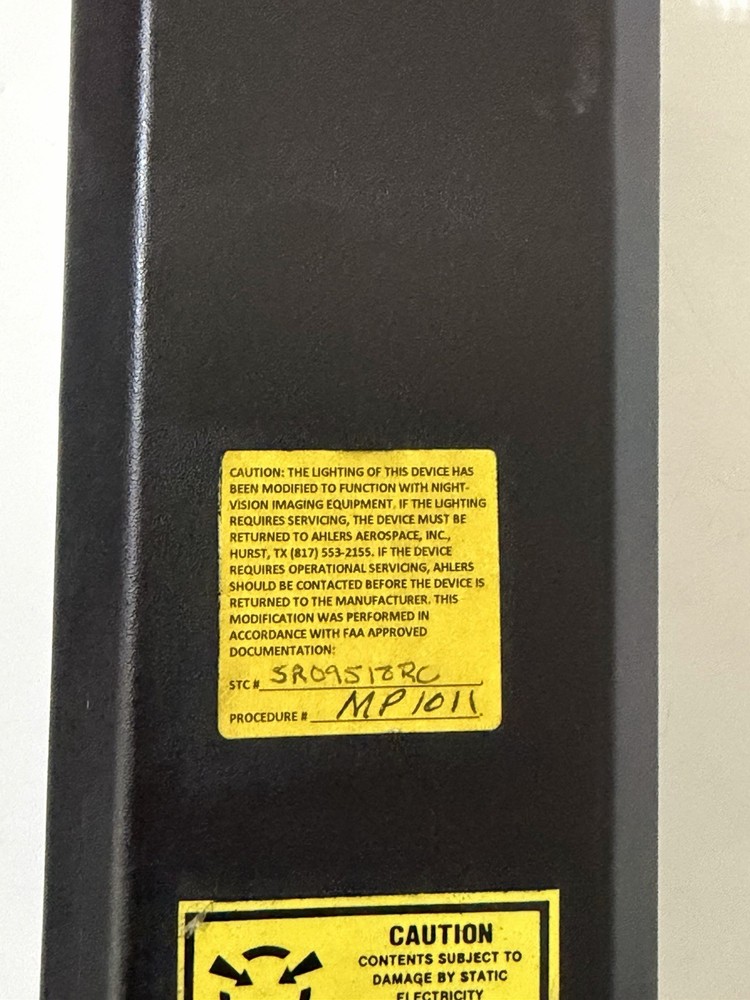 CAUTION: THE LIGHTING OF THIS DEVICE HAS
BEEN MODIFIED TO FUNCTION WITH NIGHT-
VISION IMAGING EQUIPMENT. IF THE LIGHTING
REQUIRES SERVICING, THE DEVICE MUST BE
RETURNED TO AHLERS AEROSPACE, INC.,
HURST, TX (817) 553-2155. IF THE DEVICE
REQUIRES OPERATIONAL SERVICING, AHLERS
SHOULD BE CONTACTED BEFORE THE DEVICE IS
RETURNED TO THE MANUFACTURER. THIS
MODIFICATION WAS PERFORMED IN
ACCORDANCE WITH FAA APPROVED
DOCUMENTATION:
STC # SR09518RC
PROCEDURE # MP1011
CAUTION
CONTENTS SUBJECT TO
DAMAGE BY STATIC
ELECTRICITY